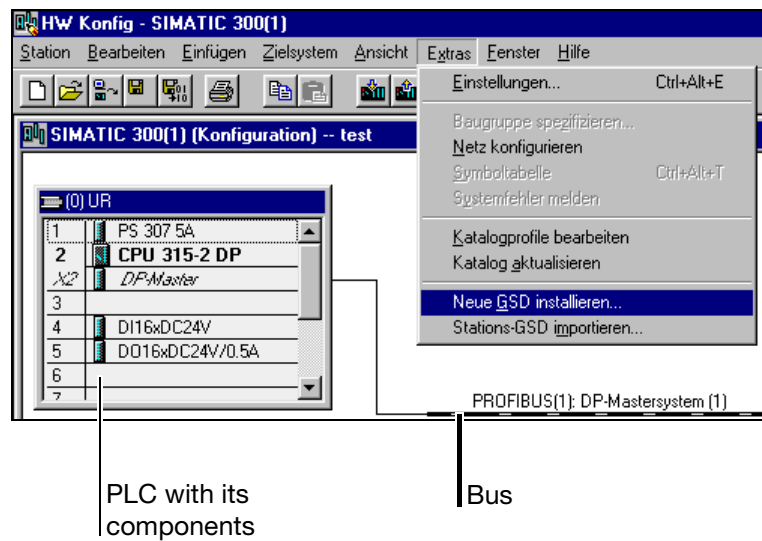 HW Konfig - SIMATIC 300(1)
Station Bearbeiten Einfügen Zielsystem Ansicht Extras Fenster Hilfe
SIMATIC 300(1) (Konfiguration) -- test
Einstellungen... Ctrl+Alt+E
Baugruppe spezifizieren...
Netz konfigurieren
Symboltabelle Ctrl+Alt+T
Systemfehler melden
Katalogprofile bearbeiten
Katalog aktualisieren
Neue GSD installieren...
Stations-GSD importieren...
(0) UR
1 PS 307 5A
2 CPU 315-2 DP
X2 DP-Master
3
4 DI16xDC24V
5 DO16xDC24V/0.5A
6
7
PROFIBUS(1): DP-Mastersystem (1)
PLC with its
components
Bus